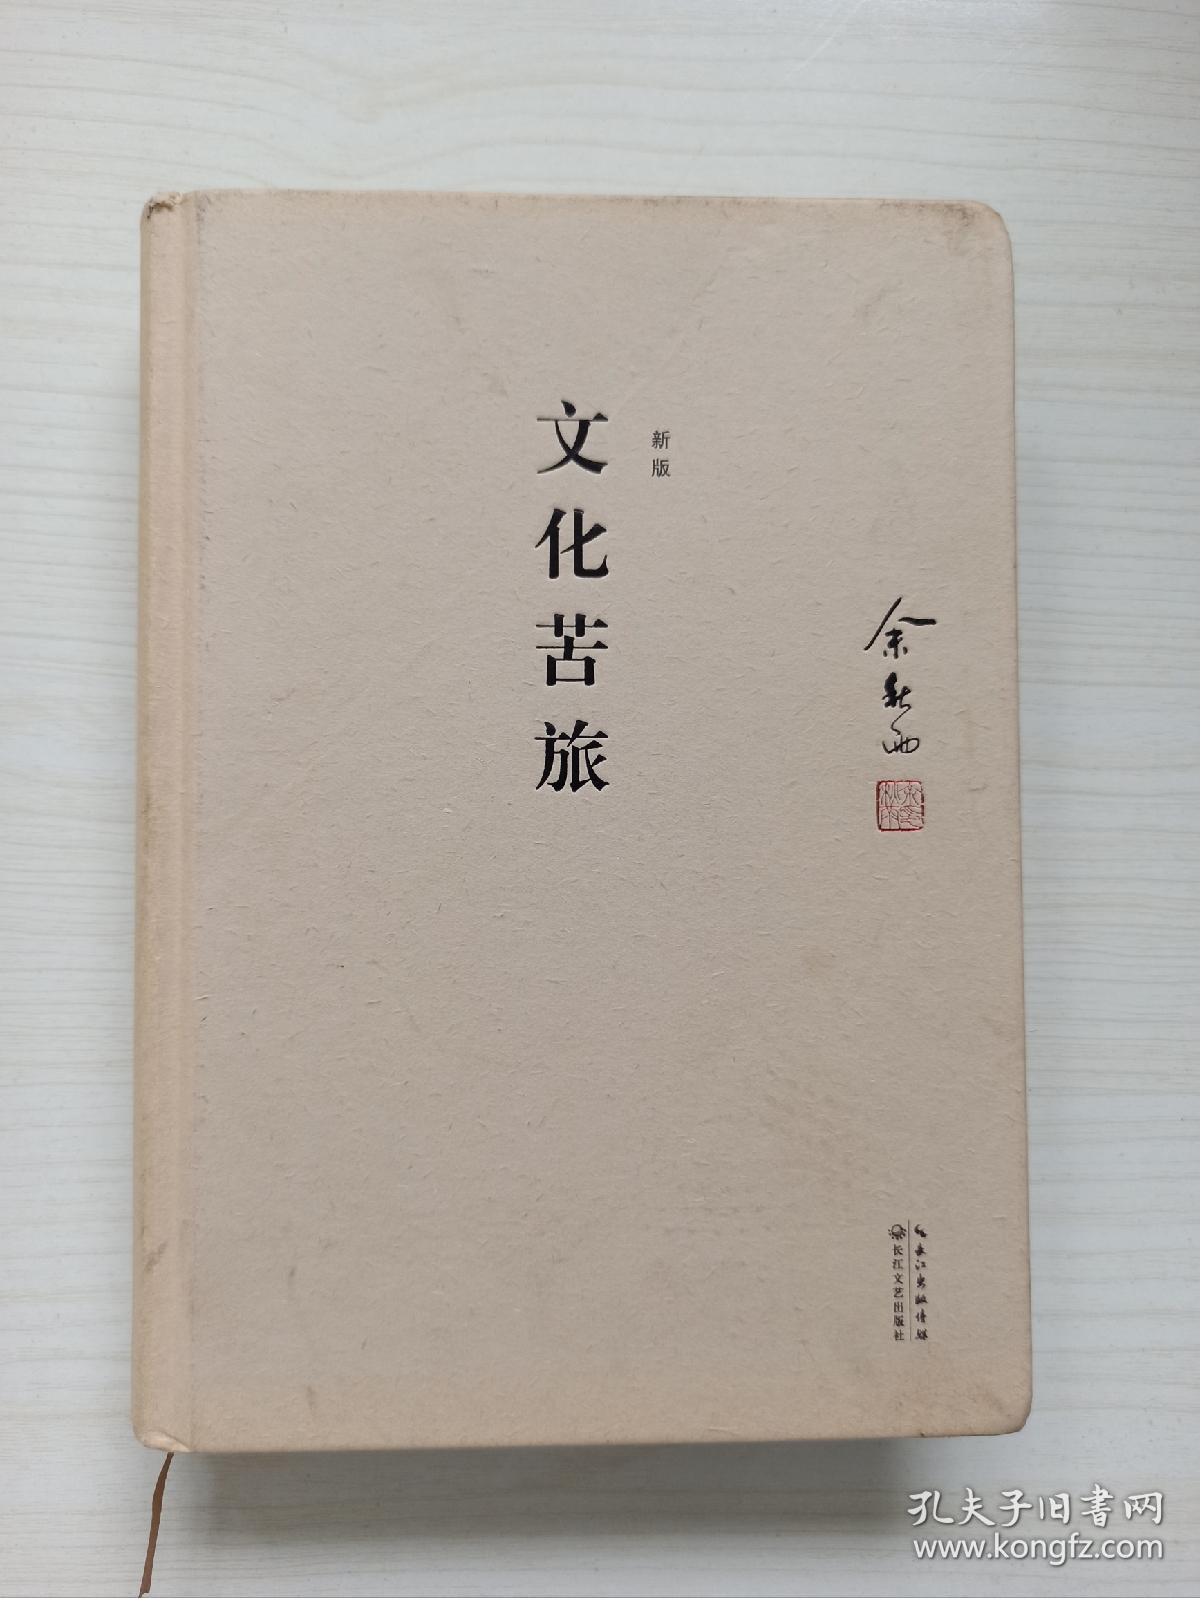 新版
文化苦旅
余秋雨
长江出版传媒
长江文艺出版社
孔夫子旧书网
www.kongfz.com